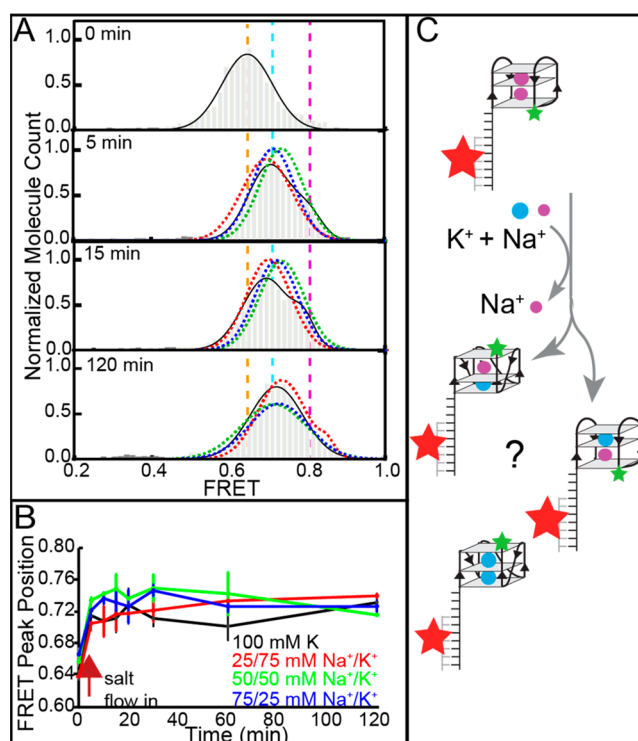 A
Normalized Molecule Count
1.0
0.5
0.0
0 min
1.0
0.5
0.0
5 min
1.0
0.5
0.0
15 min
1.0
0.5
0.0
120 min
0.2 0.4 0.6 0.8 1.0
FRET
B
FRET Peak Position
0.80
0.76
0.72
0.68
0.64
0.60
salt
flow in
100 mM K
25/75 mM Na⁺/K⁺
50/50 mM Na⁺/K⁺
75/25 mM Na⁺/K⁺
0 20 40 60 80 100 120
Time (min)
C
K⁺ + Na⁺
Na⁺
?